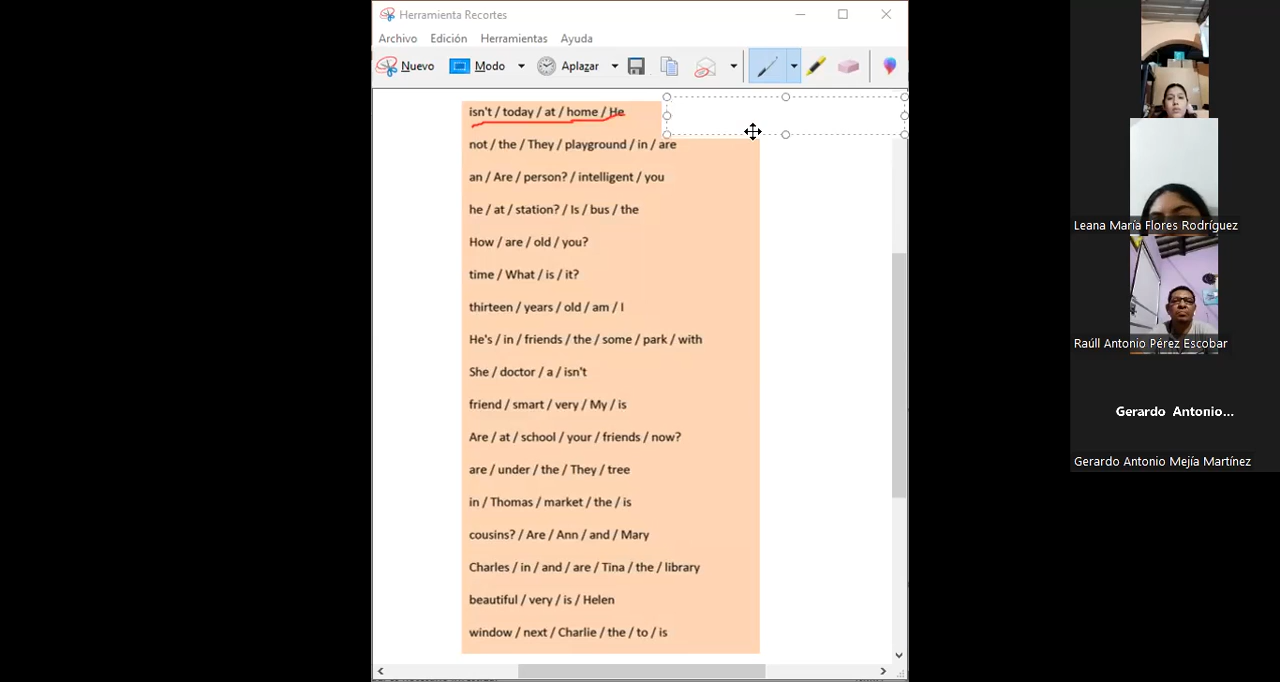 Herramienta Recortes
Archivo Edición Herramientas Ayuda
Nuevo Modo Aplazar
isn't / today / at / home / He
not / the / They / playground / in / are
an / Are / person? / intelligent / you
he / at / station? / Is / bus / the
How / are / old / you?
time / What / is / it?
thirteen / years / old / am / I
He's / in / friends / the / some / park / with
She / doctor / a / isn't
friend / smart / very / My / is
Are / at / school / your / friends / now?
are / under / the / They / tree
in / Thomas / market / the / is
cousins? / Are / Ann / and / Mary
Charles / in / and / are / Tina / the / library
beautiful / very / is / Helen
window / next / Charlie / the / to / is
Leana María Flores Rodríguez
Raúll Antonio Pérez Escobar
Gerardo Antonio...
Gerardo Antonio Mejía Martínez